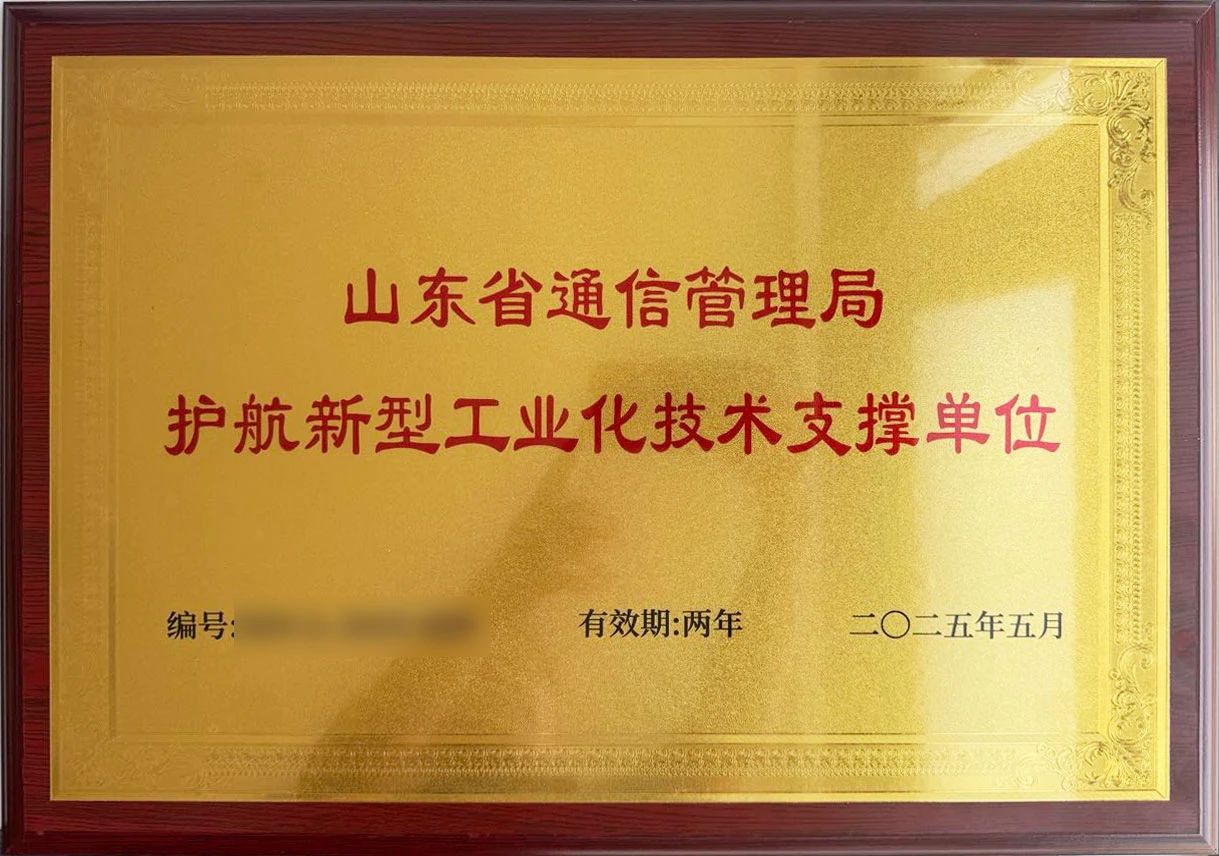 山东省通信管理局
护航新型工业化技术支撑单位
编号: 有效期:两年 二〇二五年五月